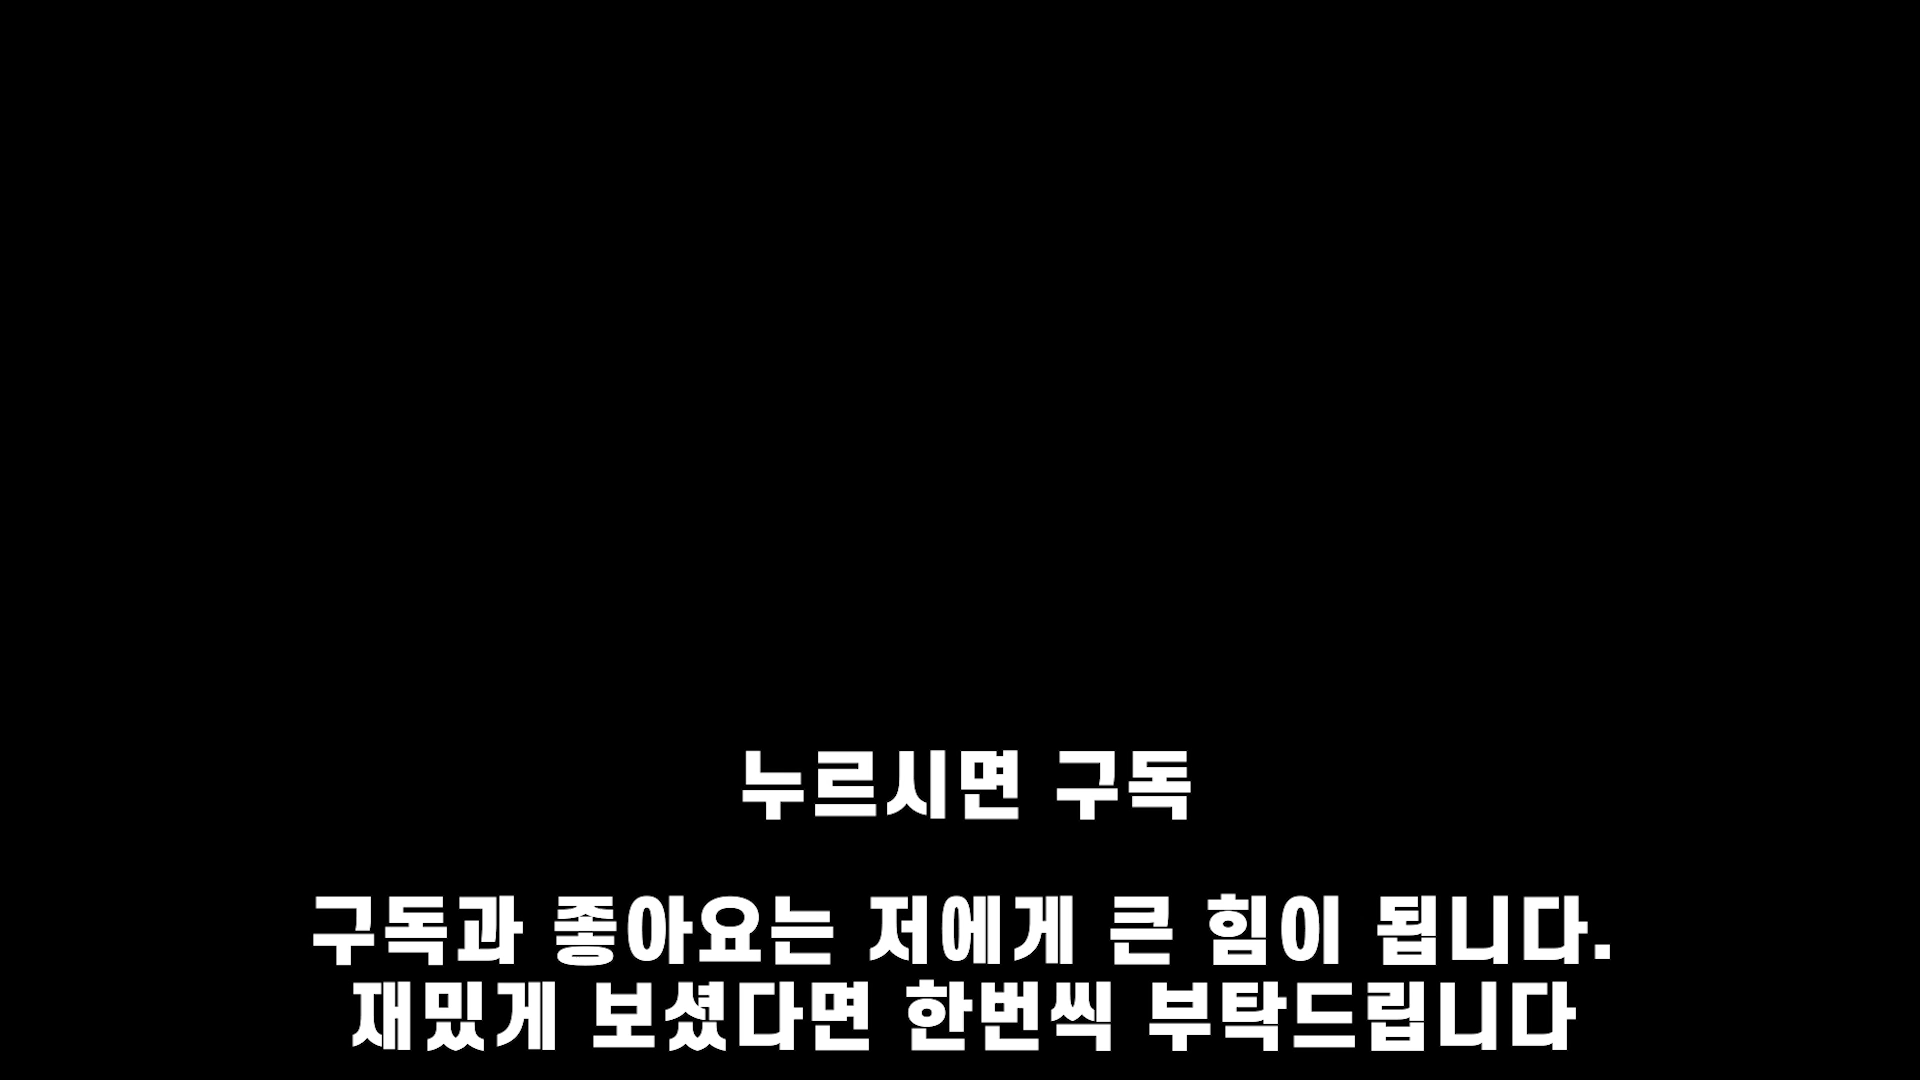 누르시면 구독
구독과 좋아요는 저에게 큰 힘이 됩니다.
재밌게 보셨다면 한번씩 부탁드립니다